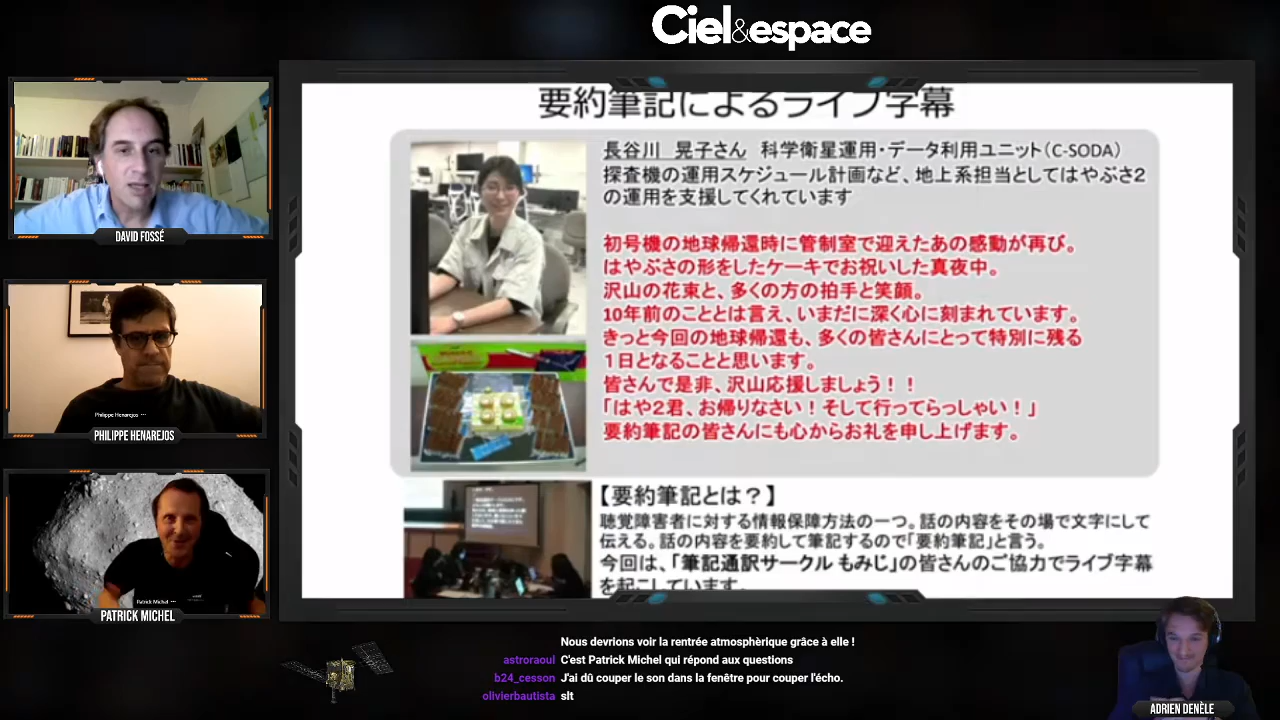 Ciel&espace
DAVID FOSSÉ
Philippe Henarejos
PHILIPPE HENAREJOS
Patrick Michel
PATRICK MICHEL
要約筆記によるライブ字幕
長谷川 晃子さん 科学衛星運用・データ利用ユニット（C-SODA）
探査機の運用スケジュール計画など、地上系担当としてはやぶさ2
の運用を支援してくれています
初号機の地球帰還時に管制室で迎えたあの感動が再び。
はやぶさの形をしたケーキでお祝いした真夜中。
沢山の花束と、多くの方の拍手と笑顔。
10年前のこととは言え、いまだに深く心に刻まれています。
きっと今回の地球帰還も、多くの皆さんにとって特別に残る
１日となることと思います。
皆さんで是非、沢山応援しましょう！！
「はや２君、お帰りなさい！そして行ってらっしゃい！」
要約筆記の皆さんにも心からお礼を申し上げます。
【要約筆記とは？】
聴覚障害者に対する情報保障方法の一つ。話の内容をその場で文字にして
伝える。話の内容を要約して筆記するので「要約筆記」と言う。
今回は、「筆記通訳サークル もみじ」の皆さんのご協力でライブ字幕
を起こしています。
Nous devrions voir la rentrée atmosphèrique grâce à elle !
astroraoul C'est Patrick Michel qui répond aux questions
b24_cesson J'ai dû couper le son dans la fenêtre pour couper l'écho.
olivierbautista slt
ADRIEN DENÈLE